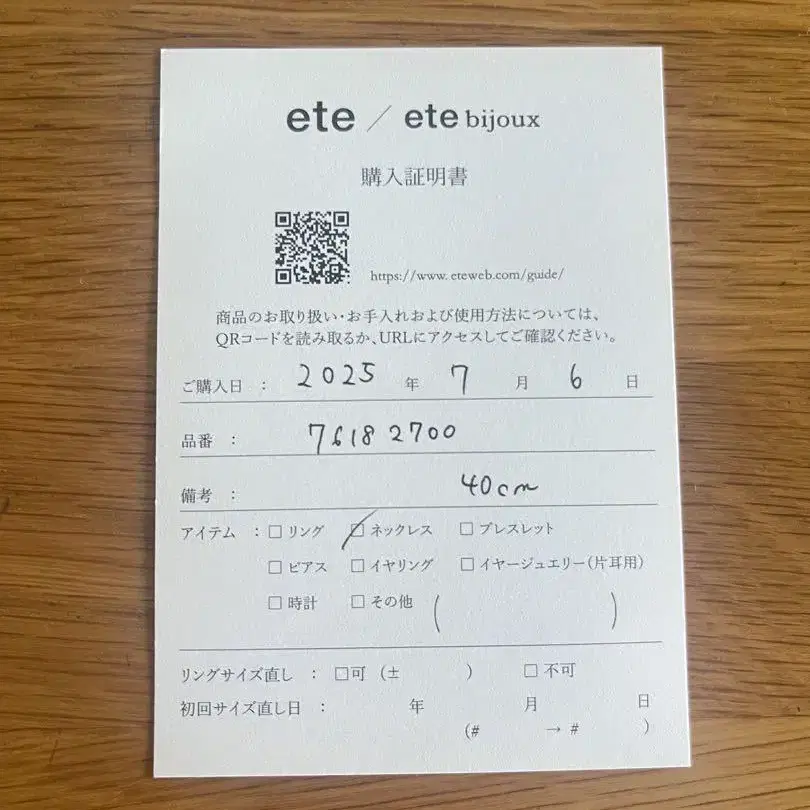 ete / ete bijoux
購入証明書
https://www.eteweb.com/guide/
商品のお取り扱い・お手入れおよび使用方法については、
QRコードを読み取るか、URLにアクセスしてご確認ください。
ご購入日 : 2025 年 7 月 6 日
品番 : 7618 2700
備考 : 40cm
アイテム : □ リング ☑ ネックレス □ ブレスレット
□ ピアス □ イヤリング □ イヤージュエリー(片耳用)
□ 時計 □ その他 ( )
リングサイズ直し : □可 (± ) □ 不可
初回サイズ直し日 : 年 月 日
(# → # )